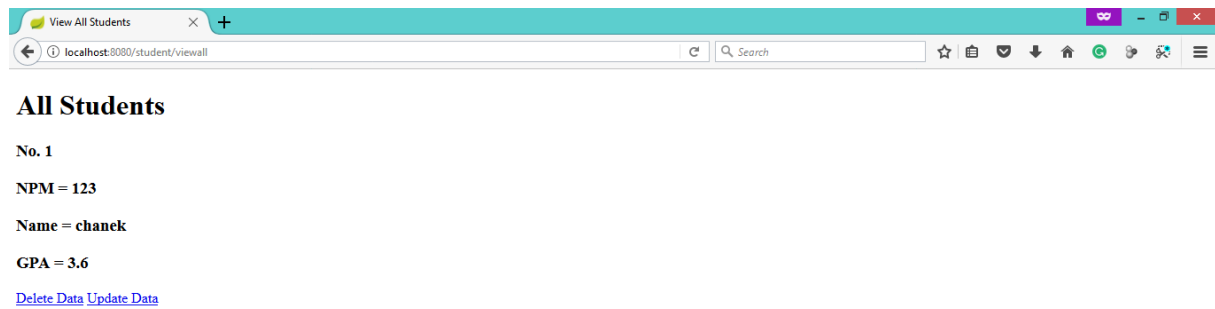 View All Students
localhost:8080/student/viewall
Search
All Students
No. 1
NPM = 123
Name = chanek
GPA = 3.6
Delete Data Update Data